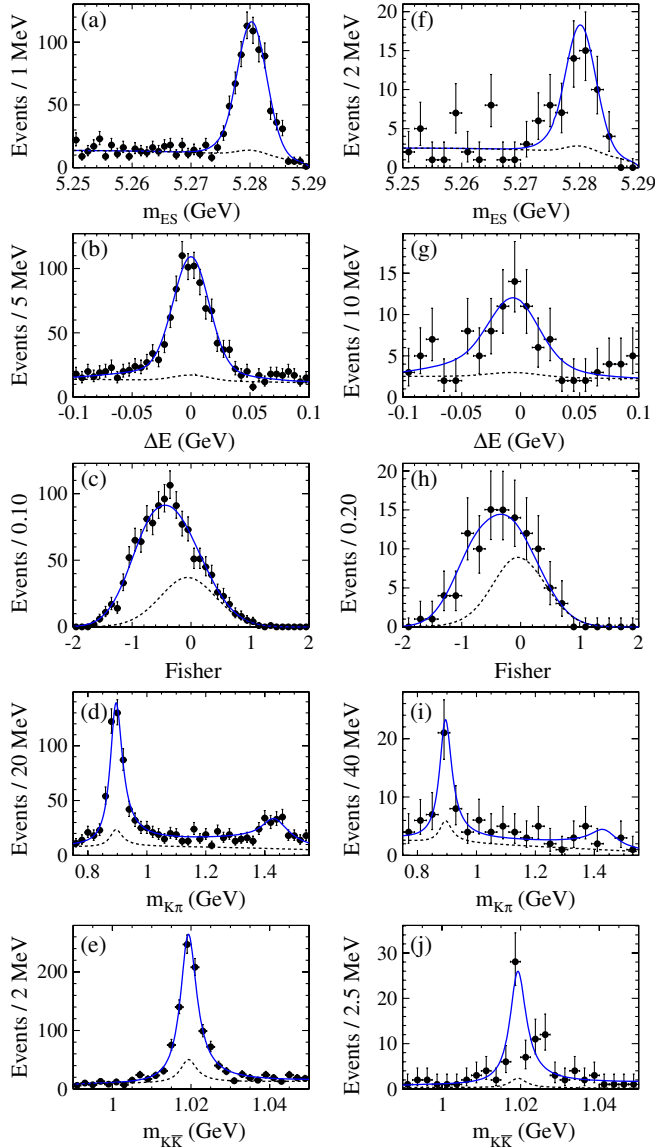 (a)
Events / 1 MeV
100
50
0
5.25 5.26 5.27 5.28 5.29
m_ES (GeV)
(f)
Events / 2 MeV
20
15
10
5
0
5.25 5.26 5.27 5.28 5.29
m_ES (GeV)
(b)
Events / 5 MeV
100
50
0
-0.1 -0.05 0 0.05 0.1
ΔE (GeV)
(g)
Events / 10 MeV
15
10
5
0
-0.1 -0.05 0 0.05 0.1
ΔE (GeV)
(c)
Events / 0.10
100
50
0
-2 -1 0 1 2
Fisher
(h)
Events / 0.20
20
15
10
5
0
-2 -1 0 1 2
Fisher
(d)
Events / 20 MeV
100
50
0
0.8 1 1.2 1.4
m_Kπ (GeV)
(i)
Events / 40 MeV
20
10
0
0.8 1 1.2 1.4
m_Kπ (GeV)
(e)
Events / 2 MeV
200
100
0
1 1.02 1.04
m_KK̅ (GeV)
(j)
Events / 2.5 MeV
30
20
10
0
1 1.02 1.04
m_KK̅ (GeV)